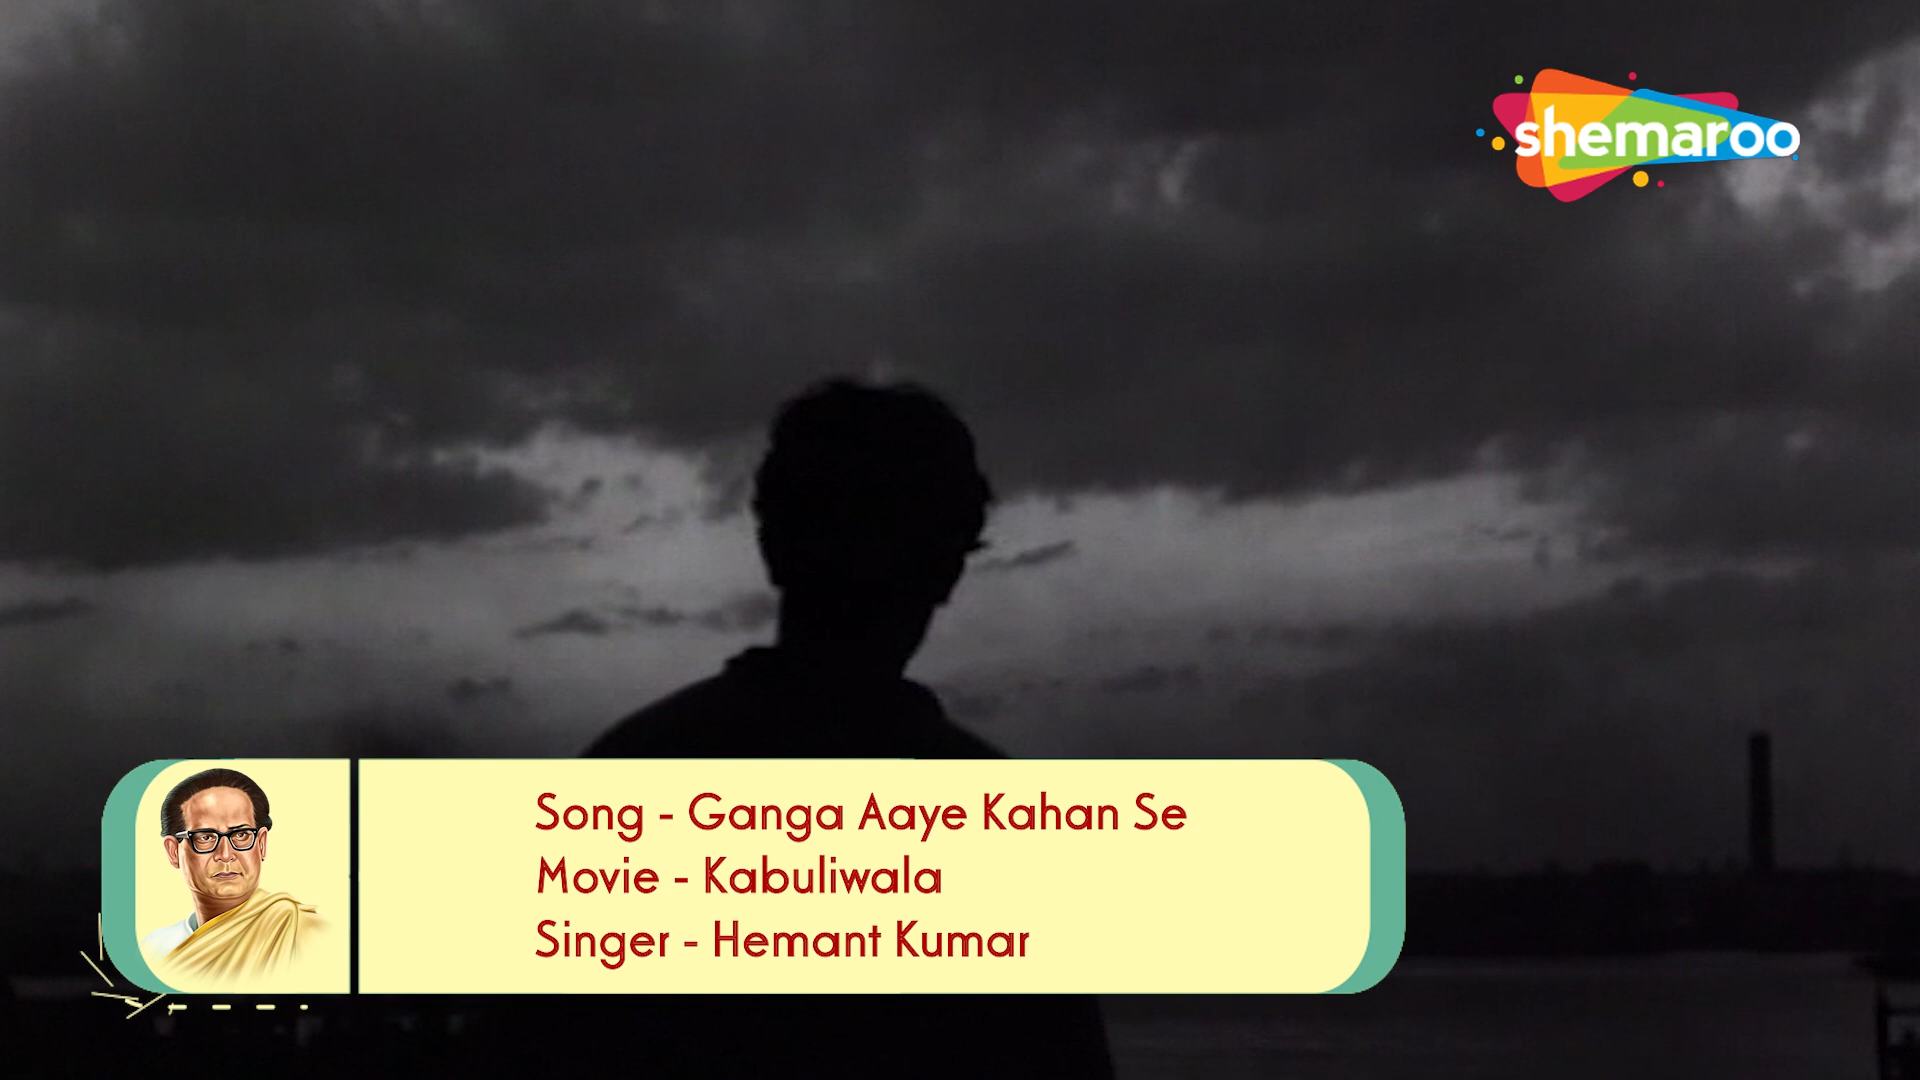 shemaroo
Song - Ganga Aaye Kahan Se
Movie - Kabuliwala
Singer - Hemant Kumar